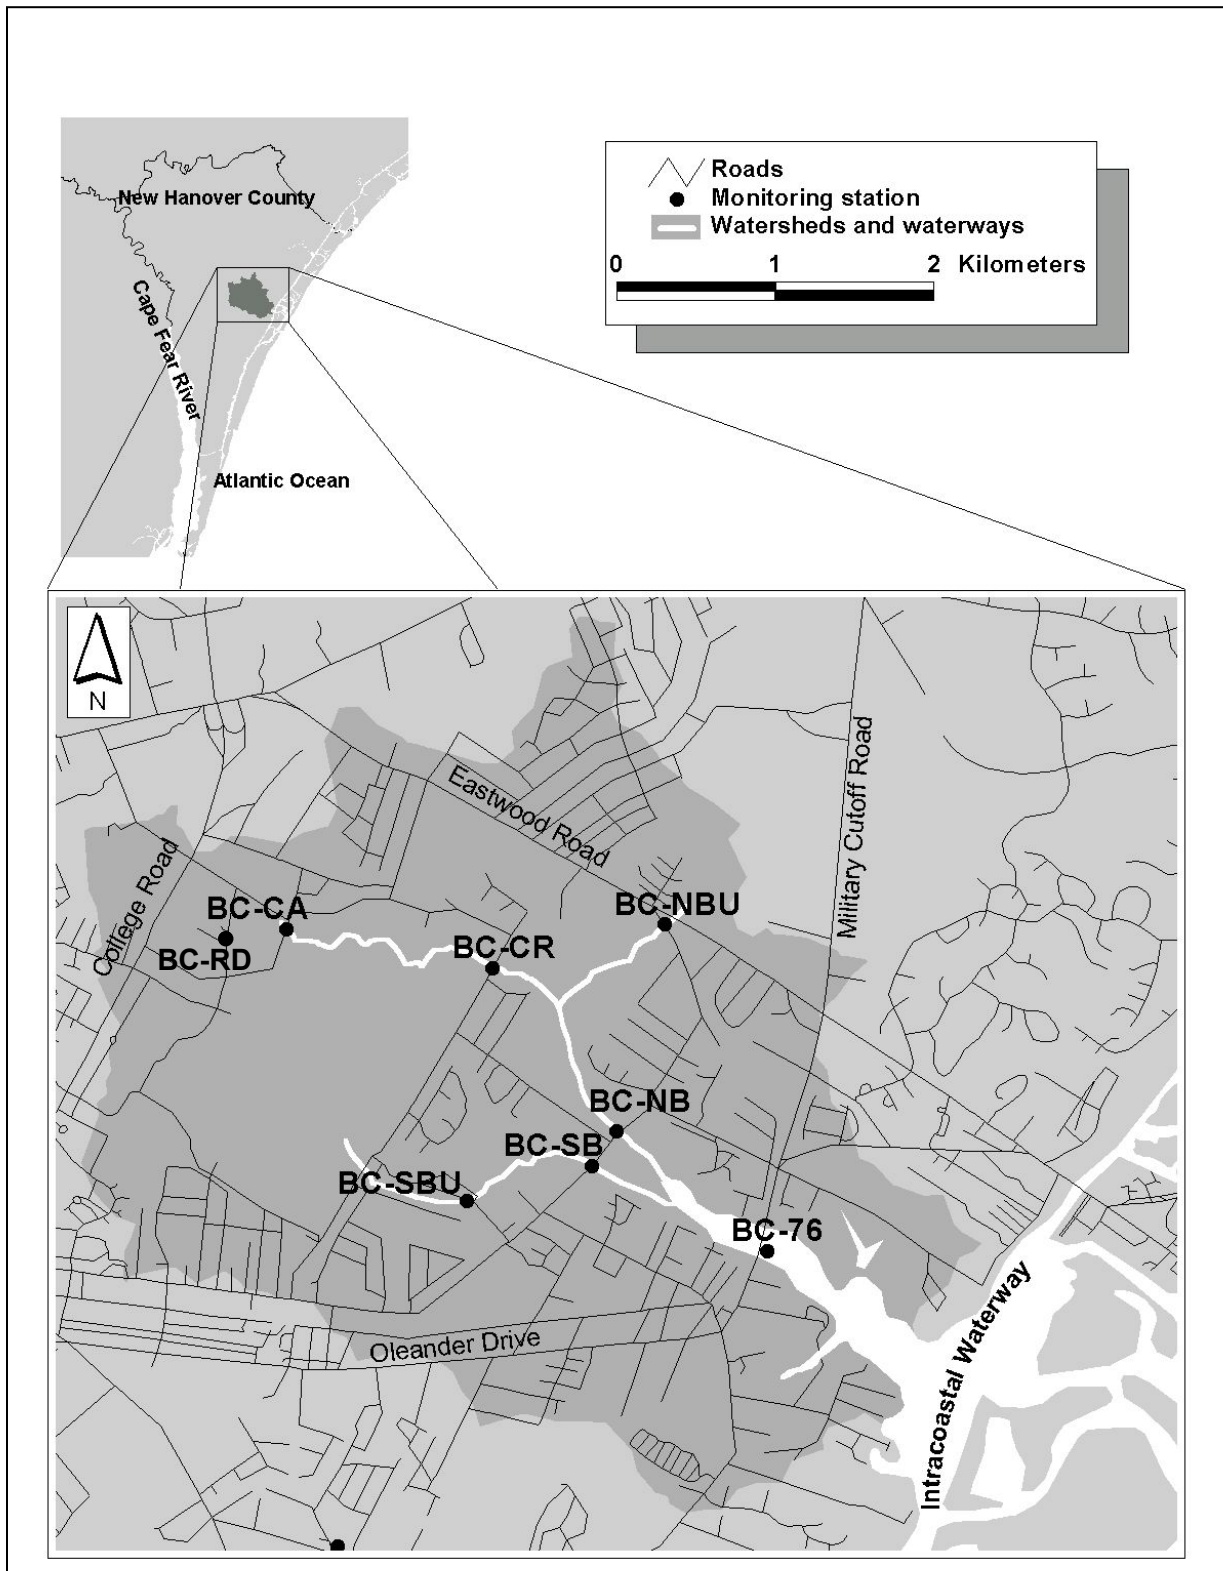 New Hanover County
Cape Fear River
Atlantic Ocean
Roads
Monitoring station
Watersheds and waterways
0 1 2 Kilometers
N
Eastwood Road
Military Cutoff Road
College Road
BC-CA
BC-RD
BC-CR
BC-NBU
BC-NB
BC-SB
BC-SBU
BC-76
Oleander Drive
Intracoastal Waterway